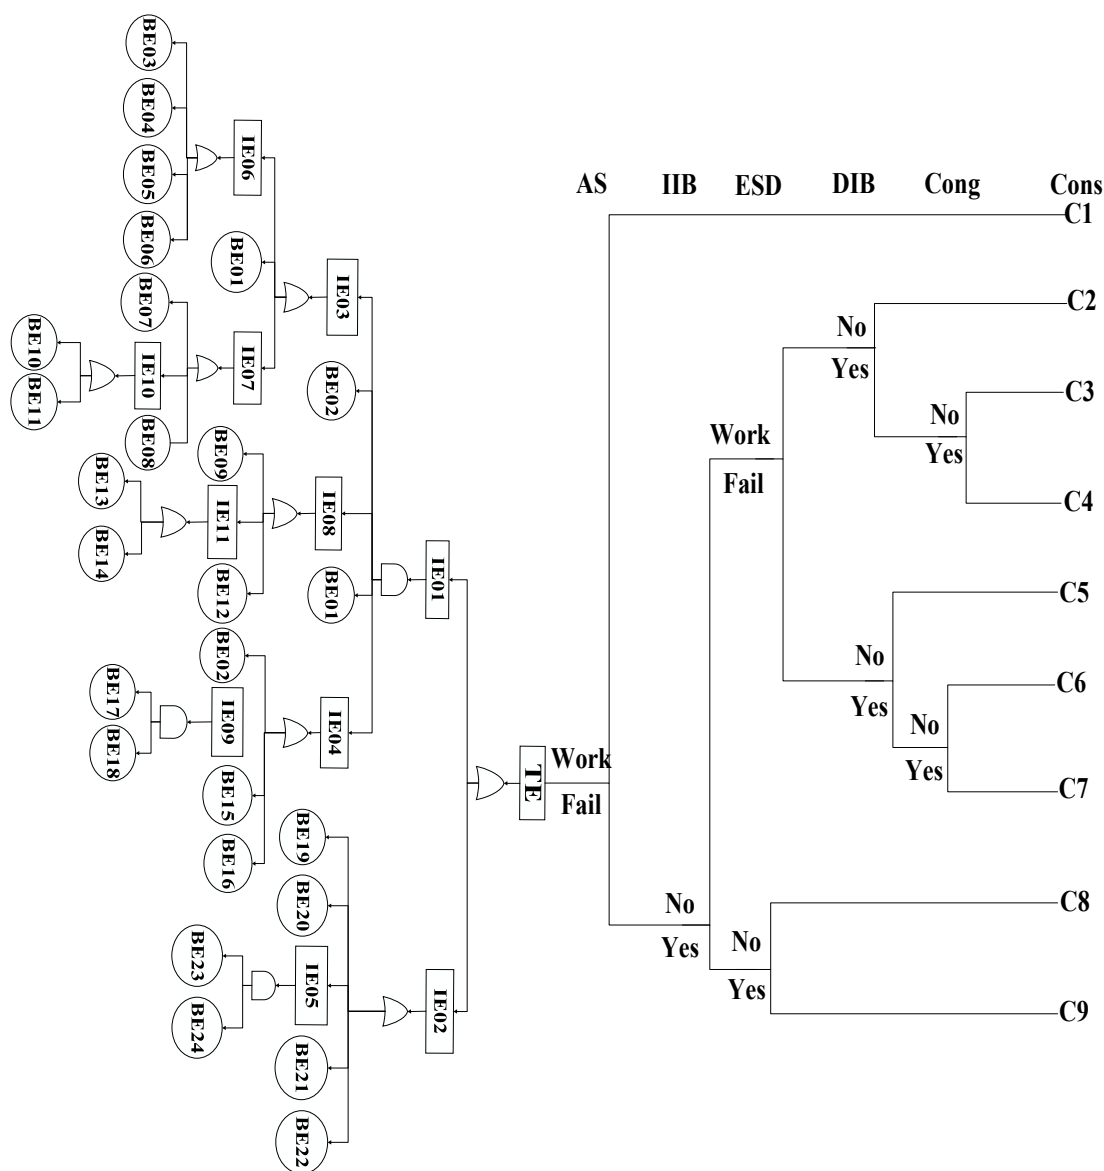 AS IIB ESD DIB Cong Cons
C1
C2
No
Yes
C3
No
Yes
Work
Fail
C4
C5
No
Yes
C6
No
Yes
C7
Work
Fail
C8
No
Yes
No
Yes
C9
TE
IE01
IE02
IE03
BE02
IE08
BE01
IE04
BE19
BE20
IE05
BE21
BE22
IE06
BE01
IE07
BE09
IE11
BE12
BE02
IE09
BE15
BE16
BE23
BE24
BE03
BE04
BE05
BE06
BE07
IE10
BE08
BE13
BE14
BE17
BE18
BE10
BE11